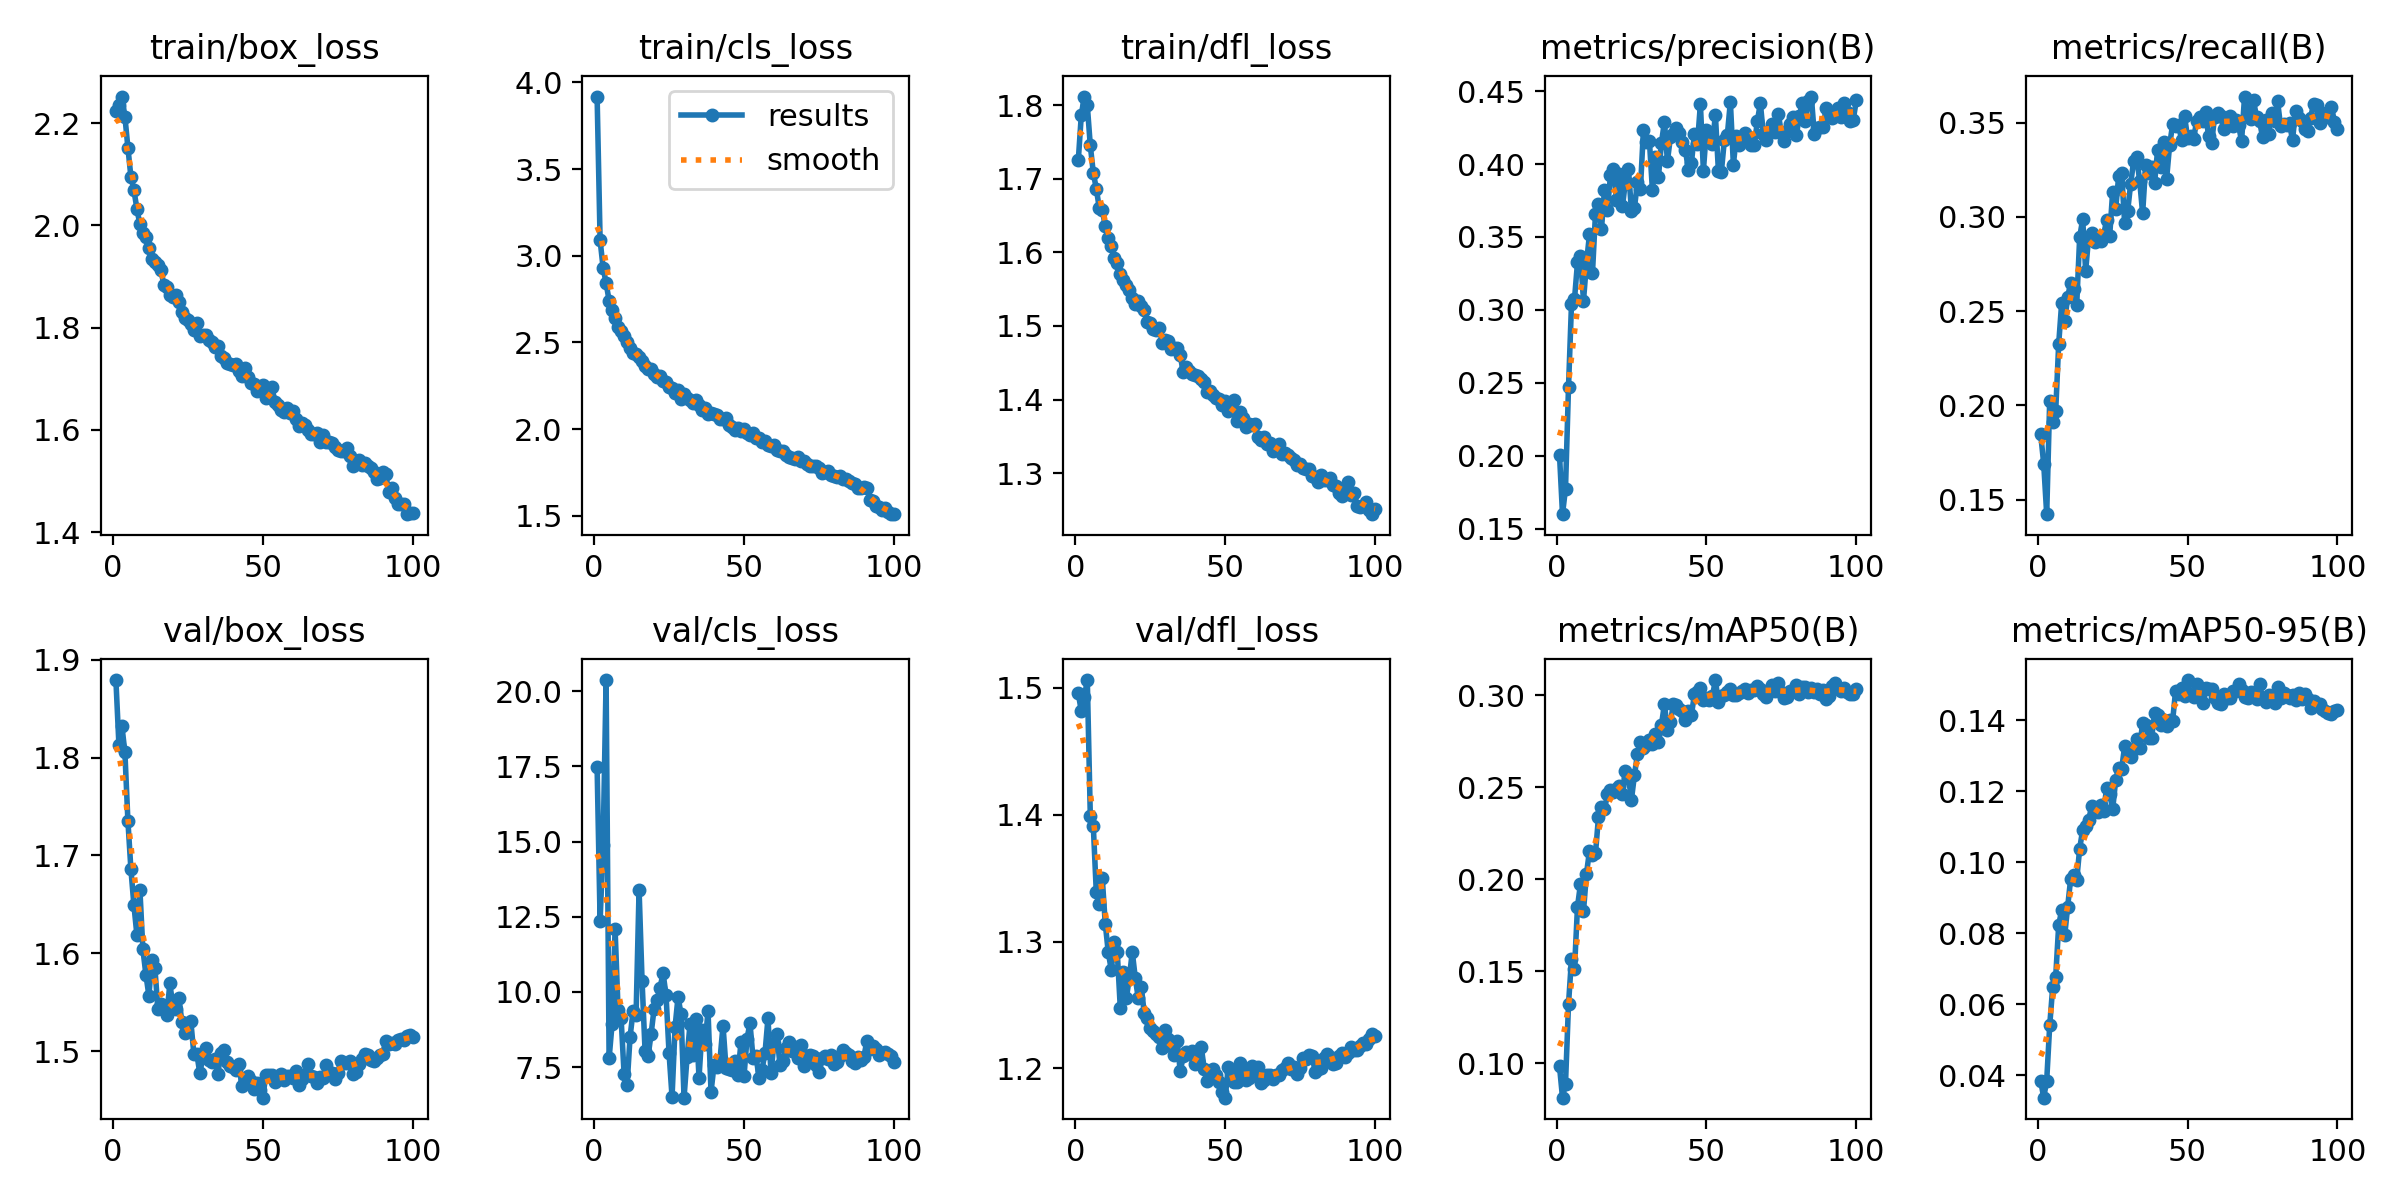 train/box_loss
2.2
2.0
1.8
1.6
1.4
0 50 100
train/cls_loss
4.0
3.5
3.0
2.5
2.0
1.5
results
smooth
0 50 100
train/dfl_loss
1.8
1.7
1.6
1.5
1.4
1.3
0 50 100
metrics/precision(B)
0.45
0.40
0.35
0.30
0.25
0.20
0.15
0 50 100
metrics/recall(B)
0.35
0.30
0.25
0.20
0.15
0 50 100
val/box_loss
1.9
1.8
1.7
1.6
1.5
0 50 100
val/cls_loss
20.0
17.5
15.0
12.5
10.0
7.5
0 50 100
val/dfl_loss
1.5
1.4
1.3
1.2
0 50 100
metrics/mAP50(B)
0.30
0.25
0.20
0.15
0.10
0 50 100
metrics/mAP50-95(B)
0.14
0.12
0.10
0.08
0.06
0.04
0 50 100